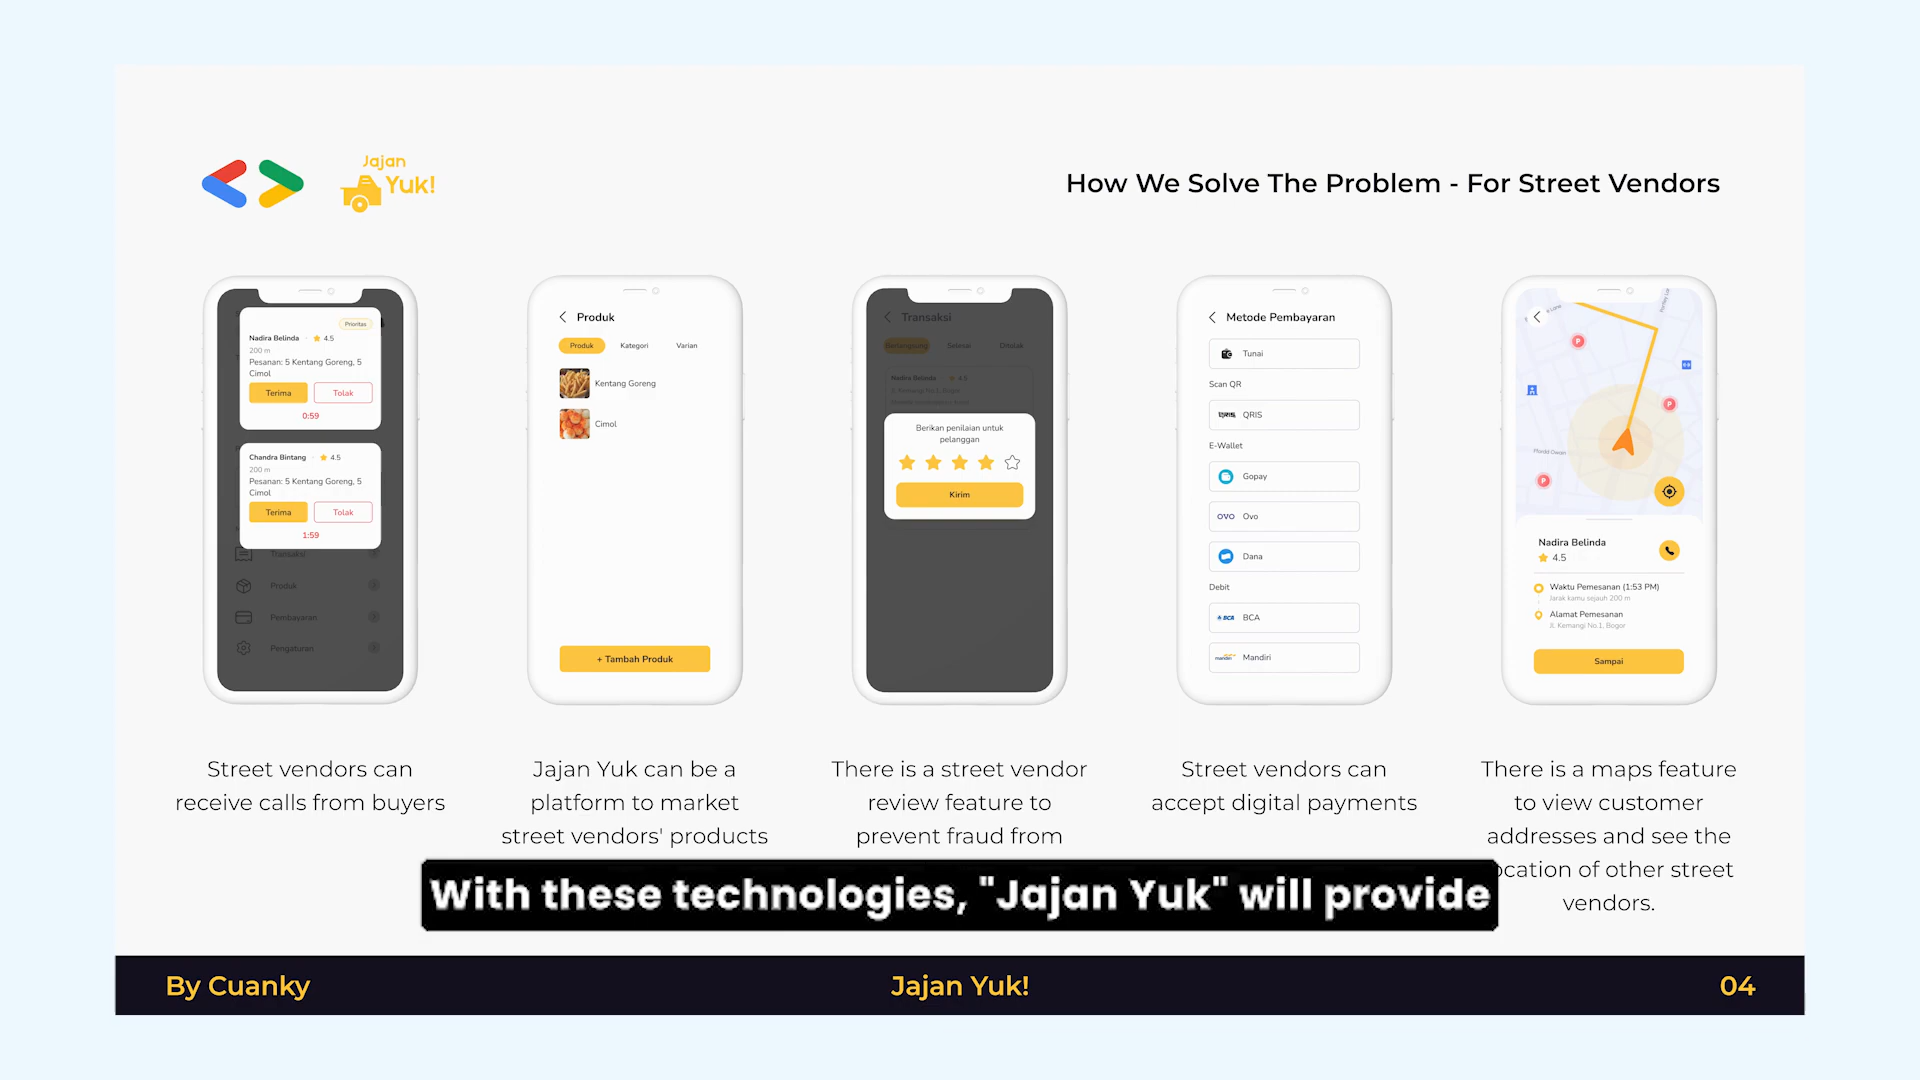 Jajan
Yuk!
How We Solve The Problem - For Street Vendors
Prioritas
Nadira Belinda 4.5
200 m
Pesanan: 5 Kentang Goreng, 5
Cimol
Terima Tolak
0:59
Chandra Bintang 4.5
200 m
Pesanan: 5 Kentang Goreng, 5
Cimol
Terima Tolak
1:59
Transaksi
Produk
Pembayaran
Pengaturan
Produk
Produk Kategori Varian
Kentang Goreng
Cimol
+ Tambah Produk
Transaksi
Berlangsung Selesai Ditolak
Nadira Belinda 4.5
Berikan penilaian untuk
pelanggan
Kirim
Metode Pembayaran
Tunai
Scan QR
QRIS QRIS
E-Wallet
Gopay
OVO Ovo
Dana
Debit
BCA BCA
mandiri Mandiri
Nadira Belinda
4.5
Waktu Pemesanan (1:53 PM)
Jarak kamu sejauh 200 m
Alamat Pemesanan
Jl. Kemangi No.1, Bogor
Sampai
Street vendors can
receive calls from buyers
Jajan Yuk can be a
platform to market
street vendors' products
There is a street vendor
review feature to
prevent fraud from
Street vendors can
accept digital payments
There is a maps feature
to view customer
addresses and see the
ocation of other street
vendors.
With these technologies, "Jajan Yuk" will provide
By Cuanky
Jajan Yuk!
04